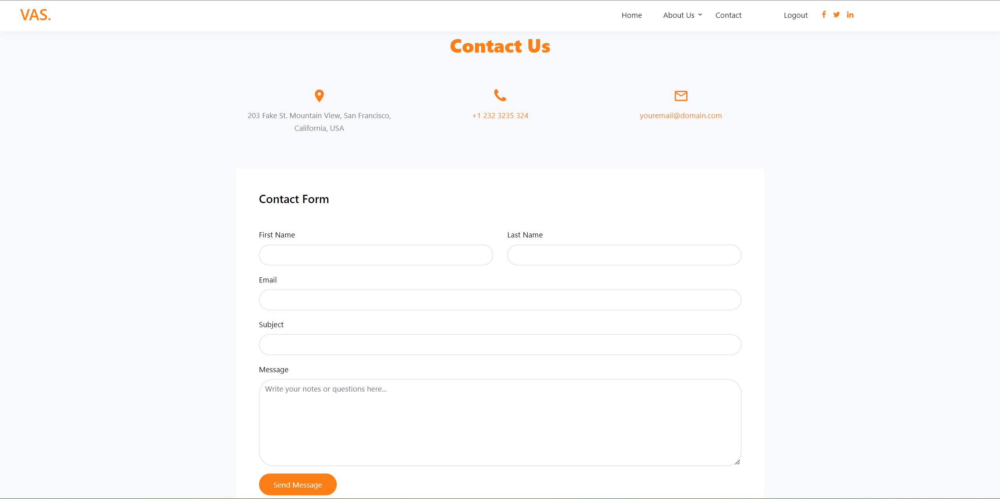 VAS.
Home
About Us
Contact
Logout
Contact Us
203 Fake St. Mountain View, San Francisco,
California, USA
+1 232 3235 324
youremail@domain.com
Contact Form
First Name
Last Name
Email
Subject
Message
Write your notes or questions here...
Send Message